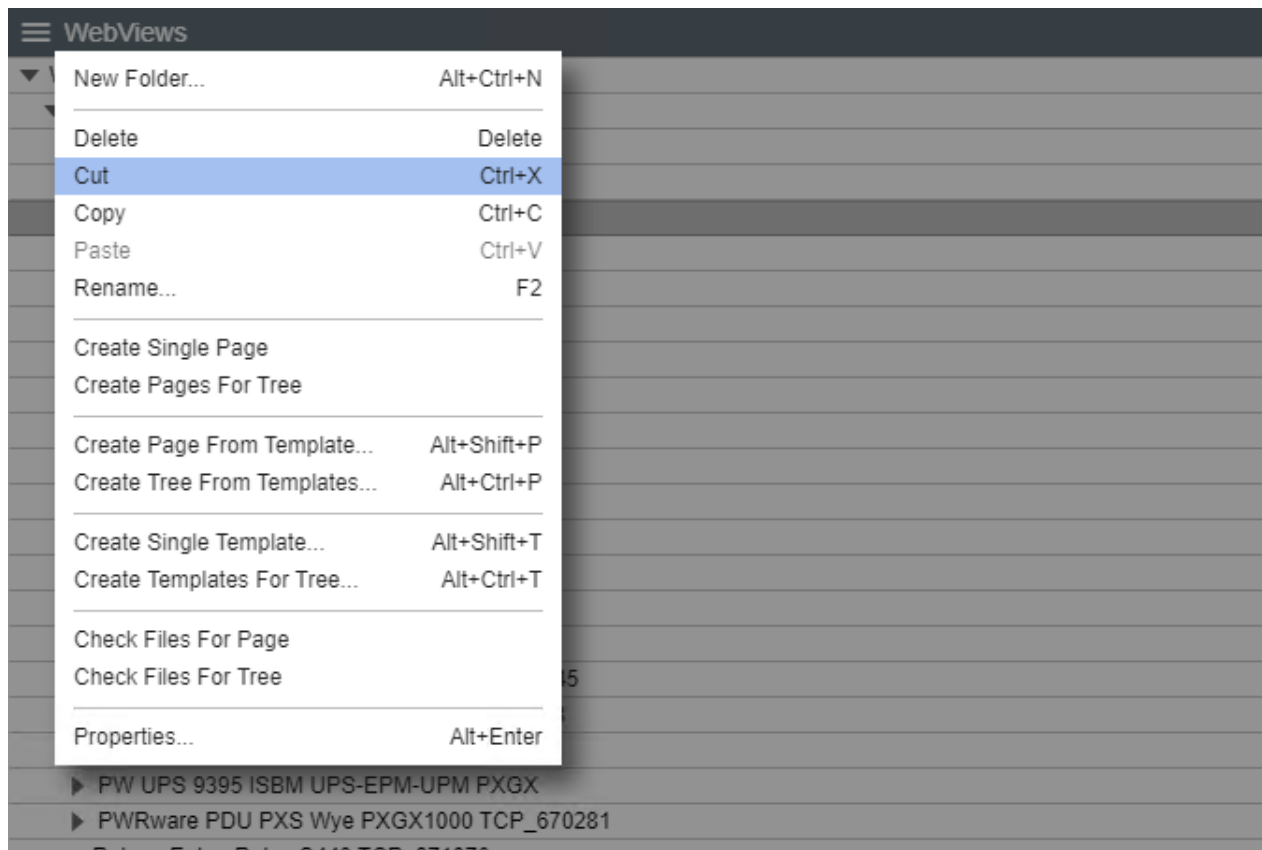 WebViews
New Folder... Alt+Ctrl+N
Delete Delete
Cut Ctrl+X
Copy Ctrl+C
Paste Ctrl+V
Rename... F2
Create Single Page
Create Pages For Tree
Create Page From Template... Alt+Shift+P
Create Tree From Templates... Alt+Ctrl+P
Create Single Template... Alt+Shift+T
Create Templates For Tree... Alt+Ctrl+T
Check Files For Page
Check Files For Tree
Properties... Alt+Enter
PW UPS 9395 ISBM UPS-EPM-UPM PXGX
PWRware PDU PXS Wye PXGX1000 TCP_670281